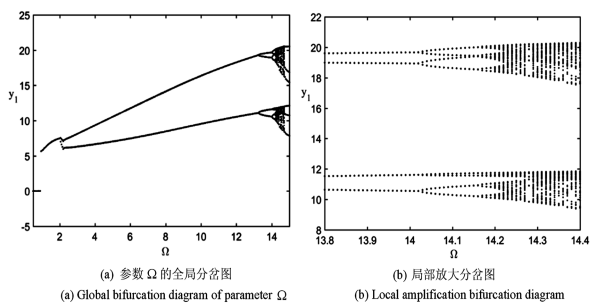 25
20
15
10
5
0
-5
y1
2 4 6 8 10 12 14
Ω
(a) 参数 Ω 的全局分岔图
(a) Global bifurcation diagram of parameter Ω
22
20
18
16
14
12
10
8
y1
13.8 13.9 14 14.1 14.2 14.3 14.4
Ω
(b) 局部放大分岔图
(b) Local amplification bifurcation diagram